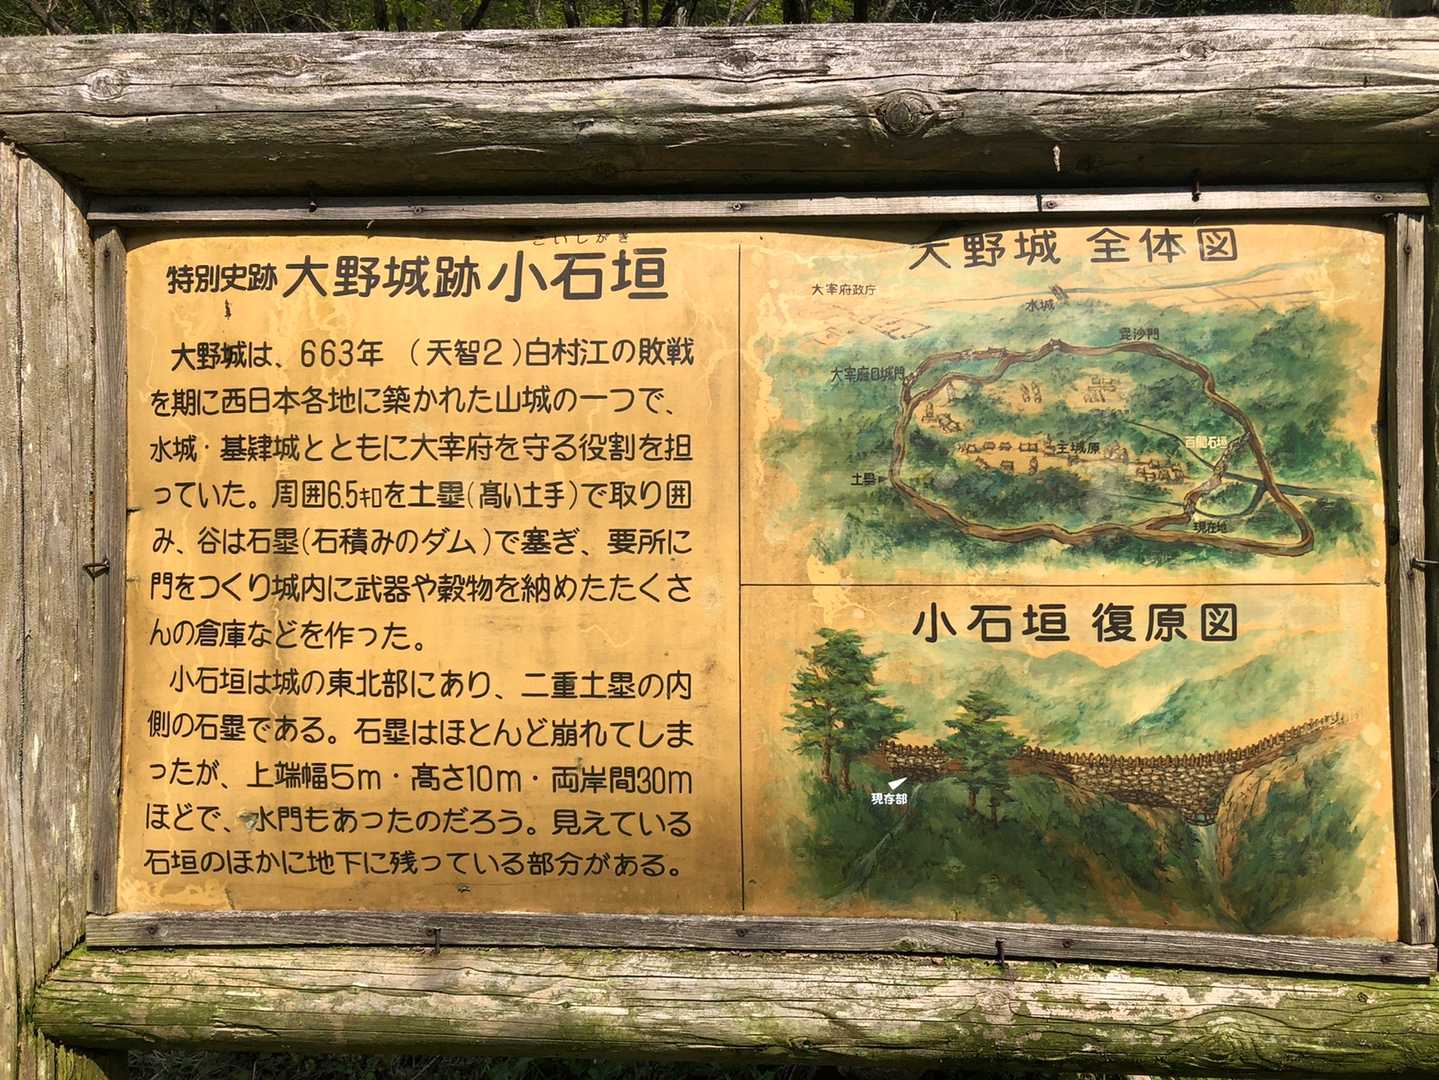 こいしがき
特別史跡 大野城跡 小石垣
大野城は、663年 (天智2)白村江の敗戦
を期に西日本各地に築かれた山城の一つで、
水城・基肄城とともに大宰府を守る役割を担
っていた。周囲6.5㌔を土塁(高い土手)で取り囲
み、谷は石塁(石積みのダム)で塞ぎ、要所に
門をつくり城内に武器や穀物を納めたたくさ
んの倉庫などを作った。
小石垣は城の東北部にあり、二重土塁の内
側の石塁である。石塁はほとんど崩れてしま
ったが、上端幅5m・髙さ10m・両岸間30m
ほどで、水門もあったのだろう。見えている
石垣のほかに地下に残っている部分がある。
大野城 全体図
大宰府政庁
水城
毘沙門
大宰府口城門
主城原
百間石垣
土塁
現在地
小石垣 復原図
現存部